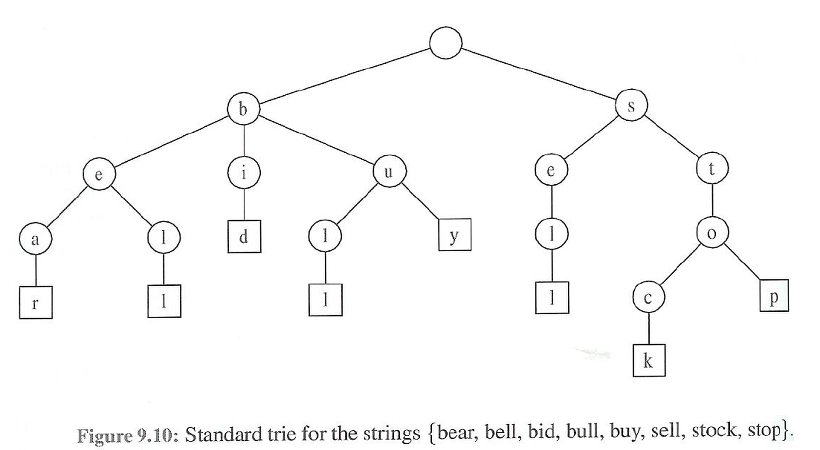 b s
e i u e t
a l d l y l o
r l l l c p
k
Figure 9.10: Standard trie for the strings {bear, bell, bid, bull, buy, sell, stock, stop}.